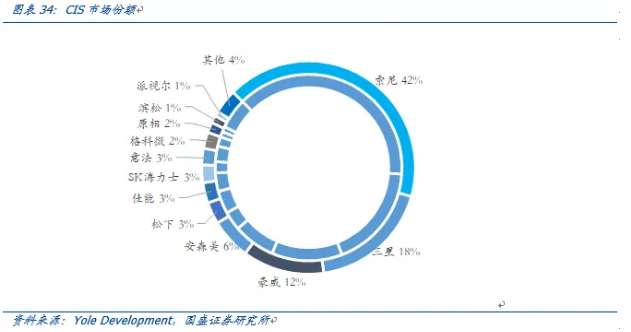 图表 34：CIS 市场份额
其他 4%
索尼 42%
派视尔 1%
滨松 1%
原相 2%
格科微 2%
意法 3%
SK海力士 3%
佳能 3%
松下 3%
安森美 6%
豪威 12%
三星 18%
资料来源：Yole Development，国盛证券研究所